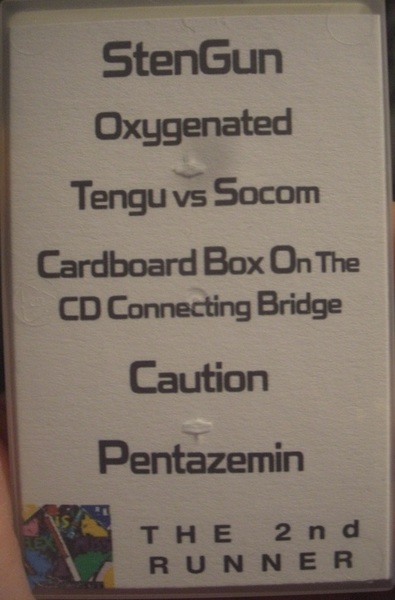 StenGun
Oxygenated
Tengu vs Socom
Cardboard Box On The
CD Connecting Bridge
Caution
Pentazemin
THE 2nd
RUNNER